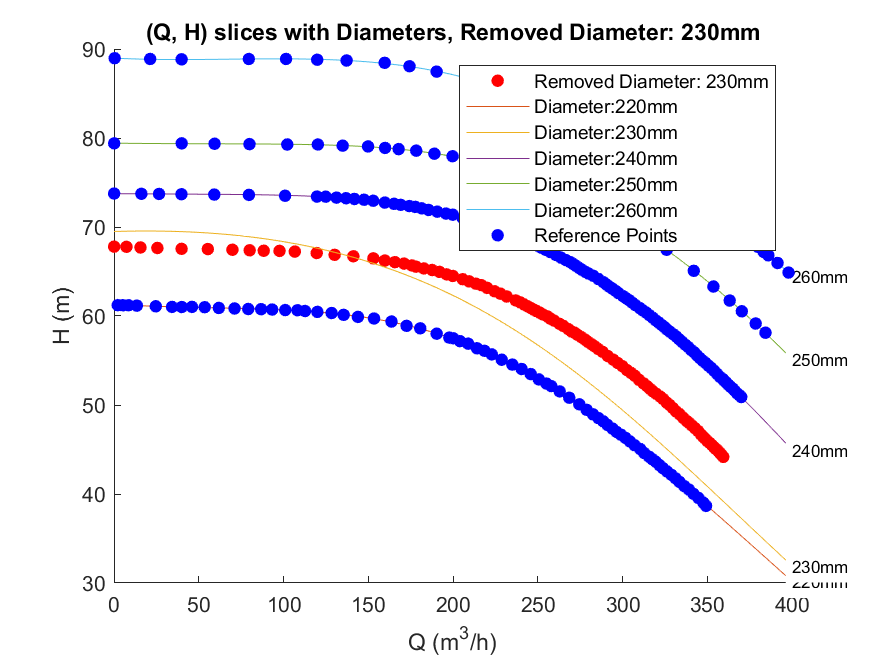 (Q, H) slices with Diameters, Removed Diameter: 230mm
90
80
70
60
50
40
30
H (m)
Removed Diameter: 230mm
Diameter:220mm
Diameter:230mm
Diameter:240mm
Diameter:250mm
Diameter:260mm
Reference Points
260mm
250mm
240mm
230mm
220mm
0 50 100 150 200 250 300 350 400
Q (m³/h)